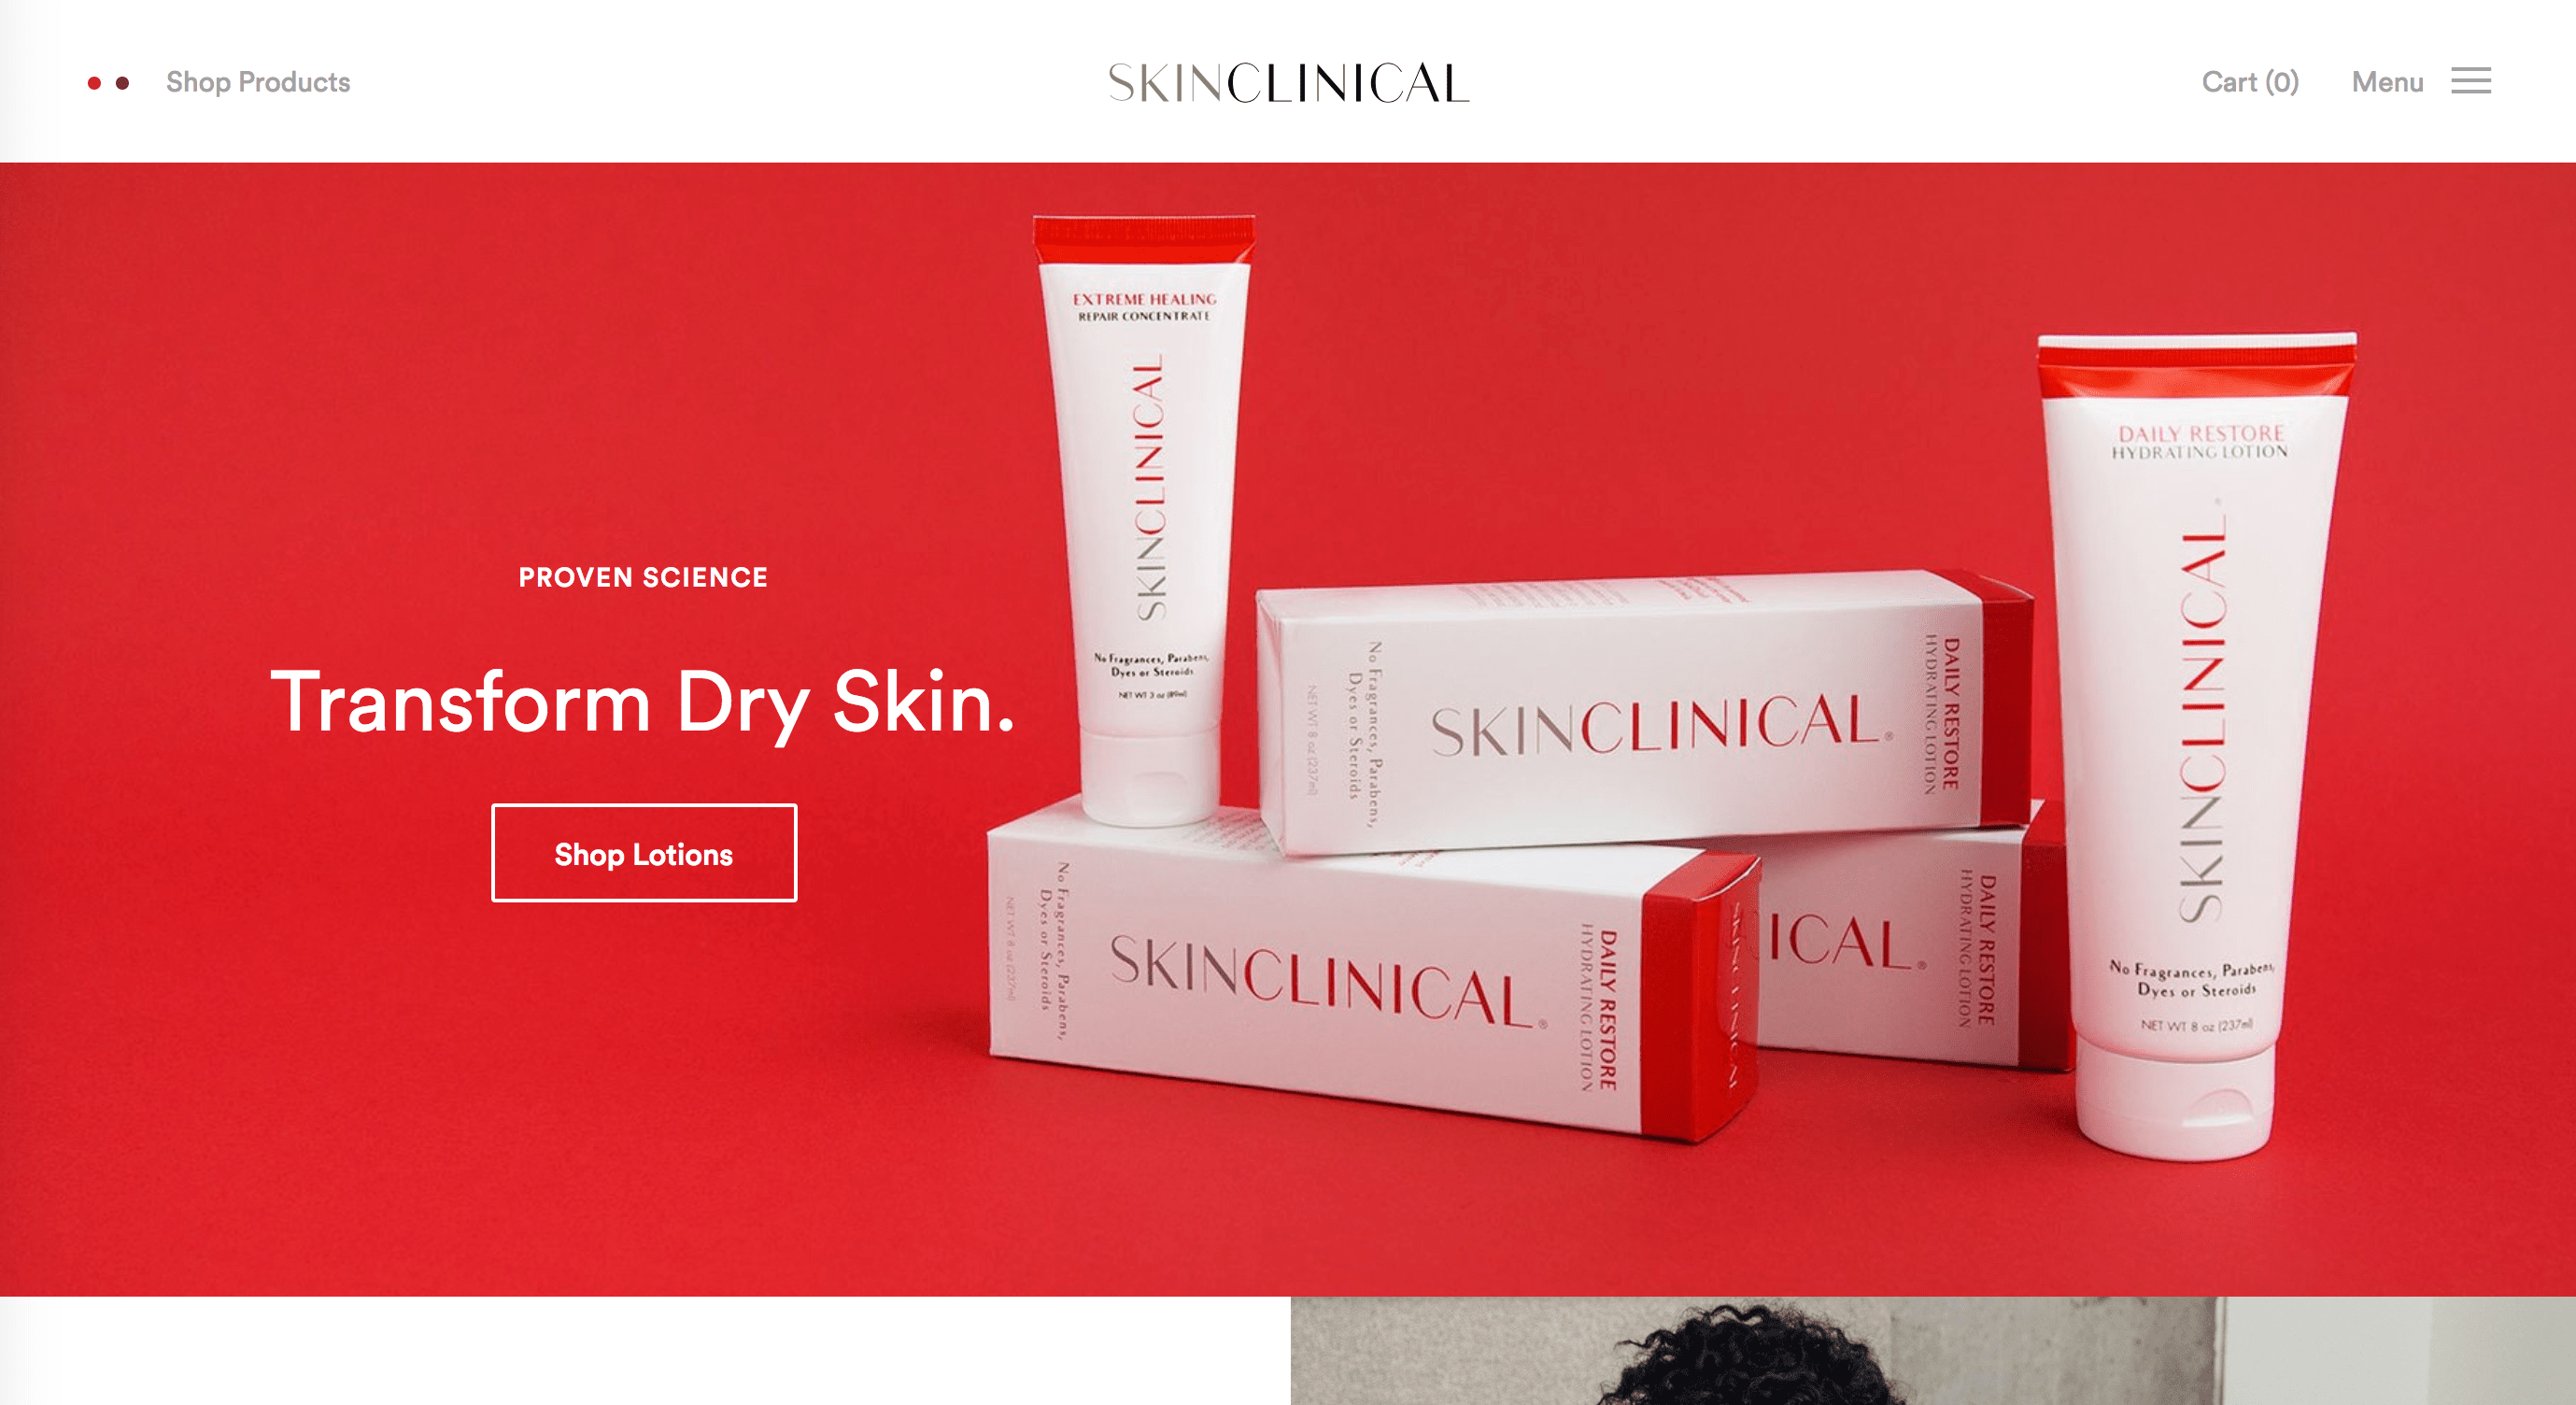 Shop Products
SKINCLINICAL
Cart (0)
Menu
PROVEN SCIENCE
Transform Dry Skin.
Shop Lotions
EXTREME HEALING
REPAIR CONCENTRATE
SKINCLINICAL
No Fragrances, Parabens,
Dyes or Steroids
NET WT 3 oz (89ml)
No Fragrances, Parabens,
Dyes or Steroids
NET WT 8 oz (237ml)
SKINCLINICAL®
DAILY RESTORE
HYDRATING LOTION
No Fragrances, Parabens,
Dyes or Steroids
NET WT 8 oz (237ml)
SKINCLINICAL®
DAILY RESTORE
HYDRATING LOTION
SKINCLINICAL
ICAL®
DAILY RESTORE
HYDRATING LOTION
DAILY RESTORE
HYDRATING LOTION
SKINCLINICAL®
No Fragrances, Parabens,
Dyes or Steroids
NET WT 8 oz (237ml)